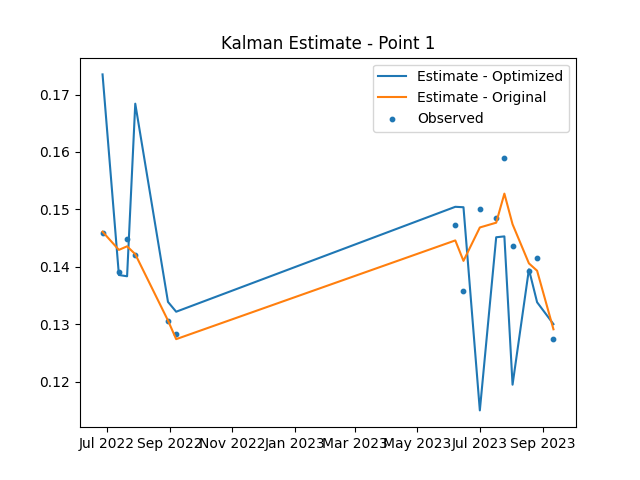 Kalman Estimate - Point 1
Estimate - Optimized
Estimate - Original
Observed
0.17
0.16
0.15
0.14
0.13
0.12
Jul 2022 Sep 2022 Nov 2022 Jan 2023 Mar 2023 May 2023 Jul 2023 Sep 2023